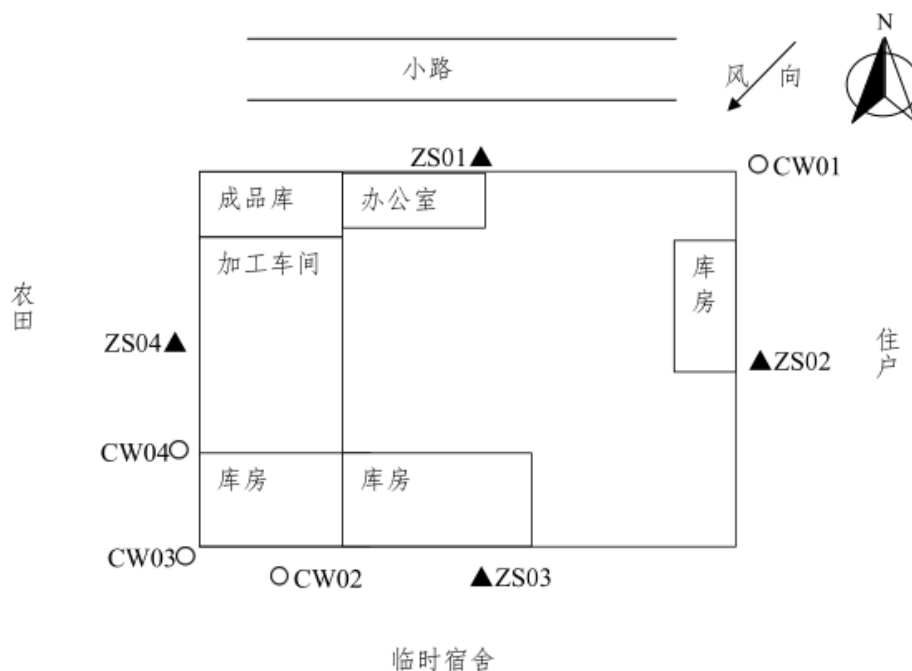 N
小路
风 向
ZS01
CW01
成品库
办公室
加工车间
库房
农田
ZS04
ZS02
住户
CW04
库房
库房
CW03
CW02
ZS03
临时宿舍